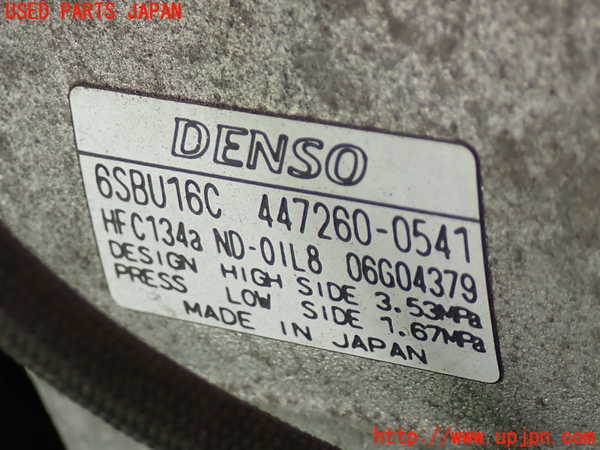 USED PARTS JAPAN
DENSO
6SBU16C 447260-0541
HFC134a ND-OIL8 06G04379
DESIGN HIGH SIDE 3.53MPa
PRESS LOW SIDE 1.67MPa
MADE IN JAPAN
http://www.upjpn.com/